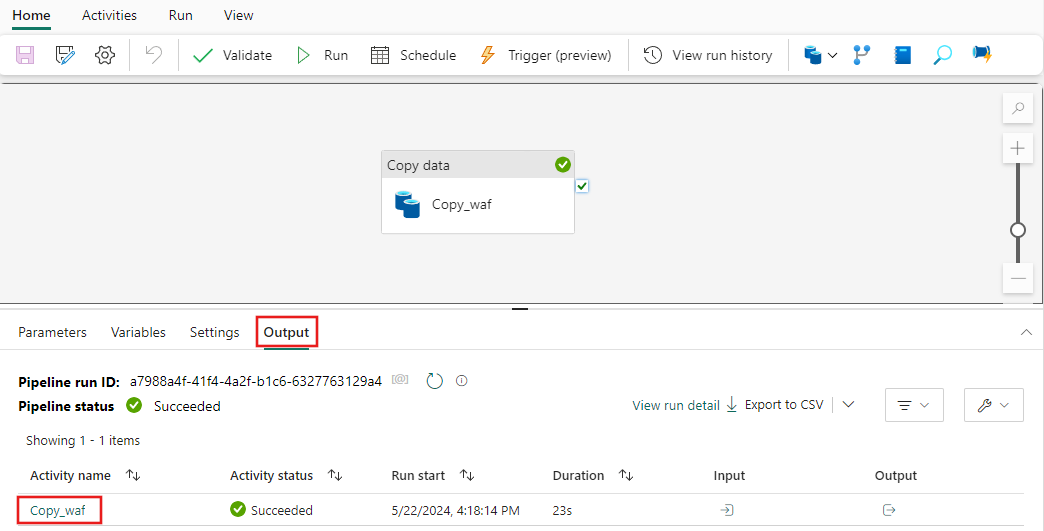 Home Activities Run View
Validate Run Schedule Trigger (preview) View run history
Copy data
Copy_waf
Parameters Variables Settings Output
Pipeline run ID: a7988a4f-41f4-4a2f-b1c6-6327763129a4
Pipeline status Succeeded
View run detail Export to CSV
Showing 1 - 1 items
Activity name Activity status Run start Duration Input Output
Copy_waf Succeeded 5/22/2024, 4:18:14 PM 23s